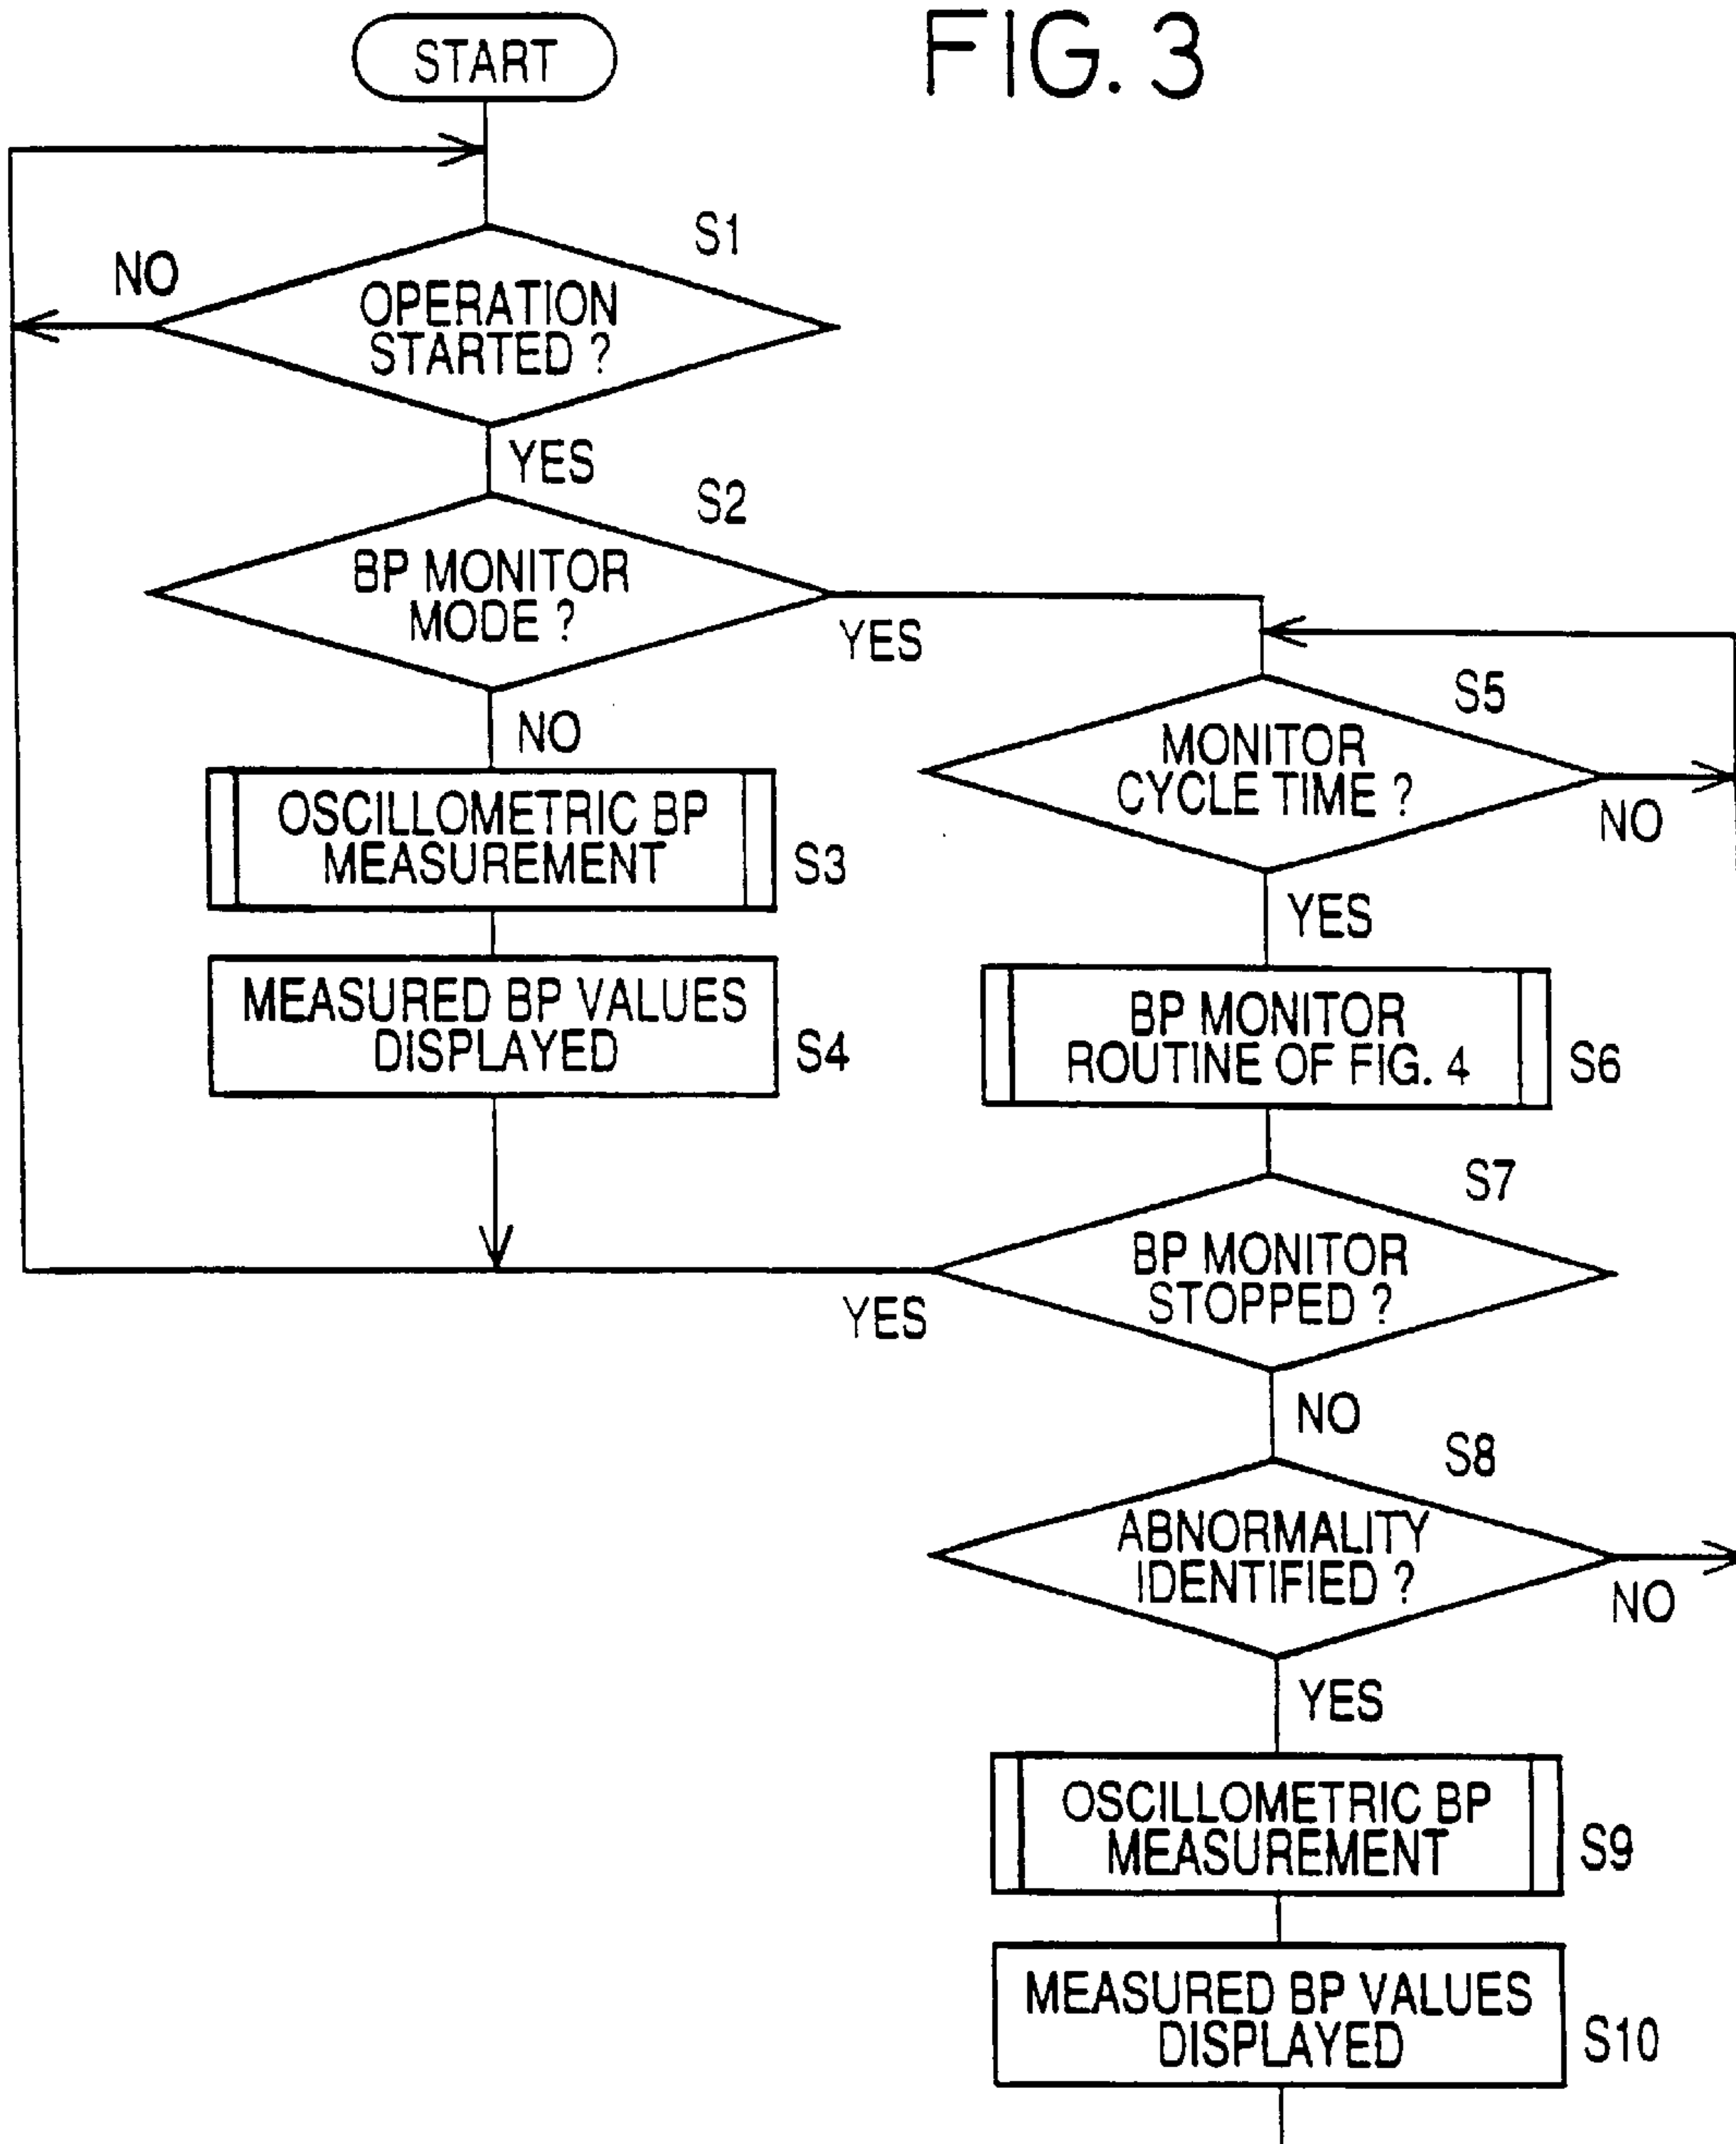 FIG. 3
START
S1
NO
OPERATION
STARTED ?
YES
S2
BP MONITOR
MODE ?
YES
NO
OSCILLOMETRIC BP
MEASUREMENT
S3
MEASURED BP VALUES
DISPLAYED
S4
S5
MONITOR
CYCLE TIME ?
NO
YES
BP MONITOR
ROUTINE OF FIG. 4
S6
S7
BP MONITOR
STOPPED ?
YES
NO
S8
ABNORMALITY
IDENTIFIED ?
NO
YES
OSCILLOMETRIC BP
MEASUREMENT
S9
MEASURED BP VALUES
DISPLAYED
S10